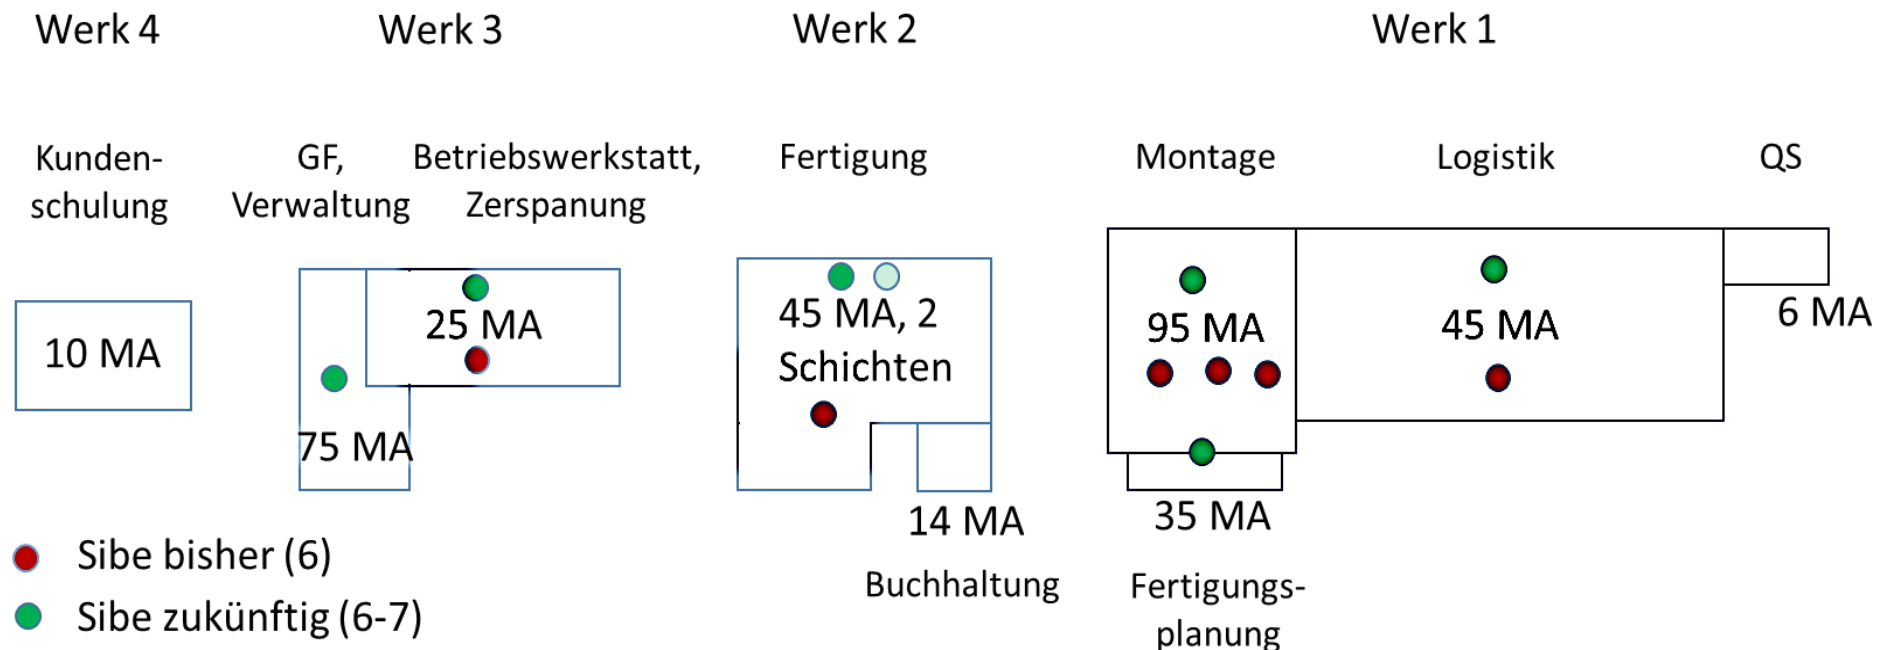 Werk 4
Werk 3
Werk 2
Werk 1
Kunden-
schulung
GF,
Verwaltung
Betriebswerkstatt,
Zerspanung
Fertigung
Montage
Logistik
QS
10 MA
75 MA
25 MA
45 MA, 2
Schichten
14 MA
Buchhaltung
95 MA
35 MA
Fertigungs-
planung
45 MA
6 MA
Sibe bisher (6)
Sibe zukünftig (6-7)